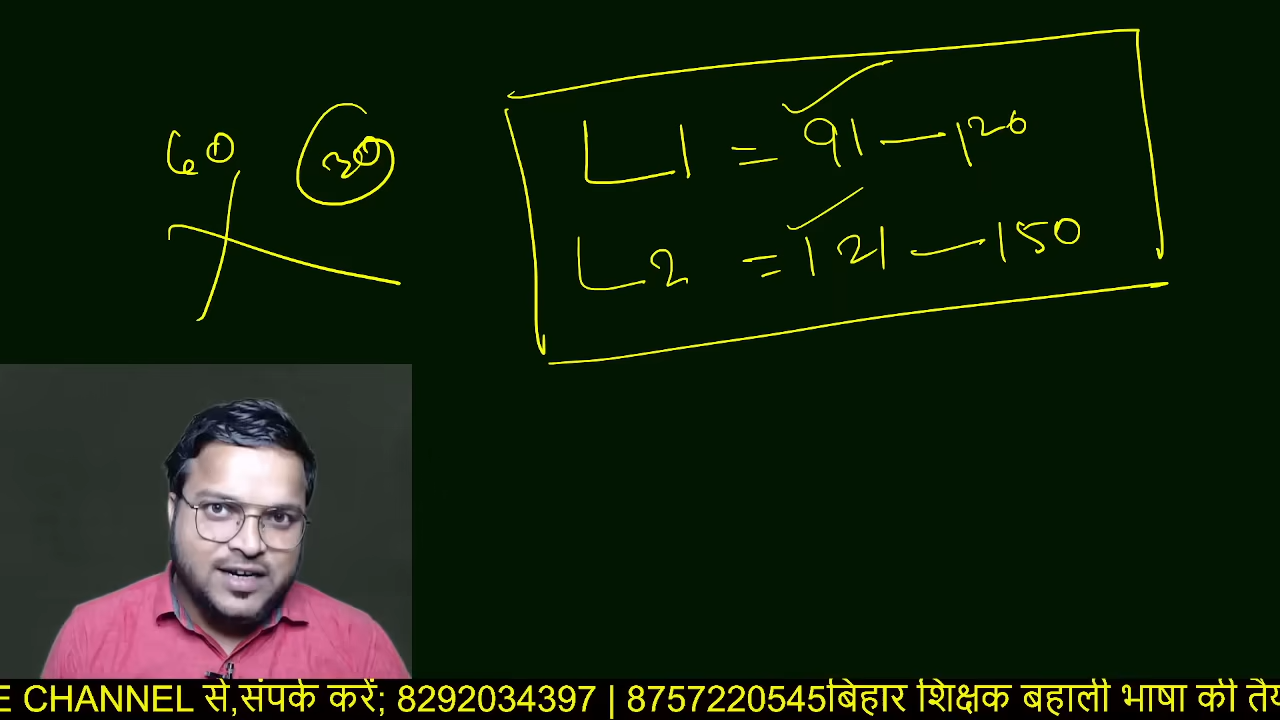 60 30
L1 = 91 — 120
L2 = 121 — 150
E CHANNEL से,संपर्क करें; 8292034397 | 8757220545बिहार शिक्षक बहाली भाषा की तै